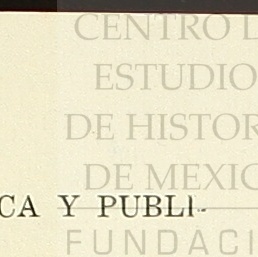 CENTRO
ESTUDIO
DE HISTOR
DE MEXIC
CA Y PUBLI-
FUNDACI